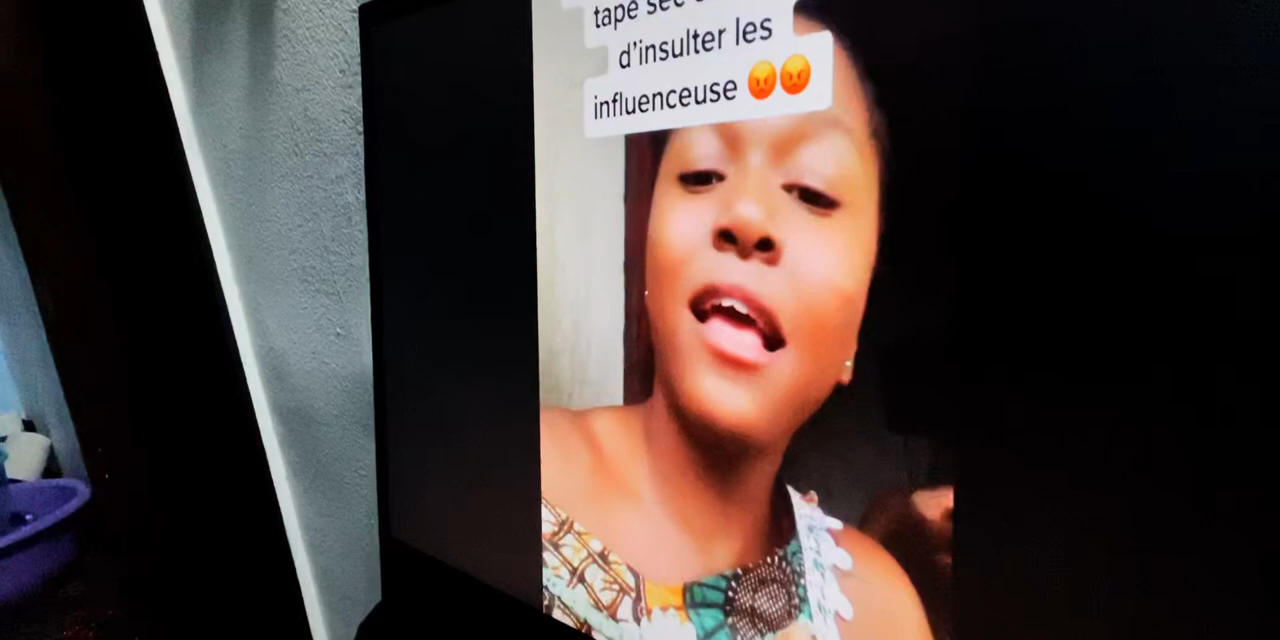 tape sec
d'insulter les
influenceuse 😡😡